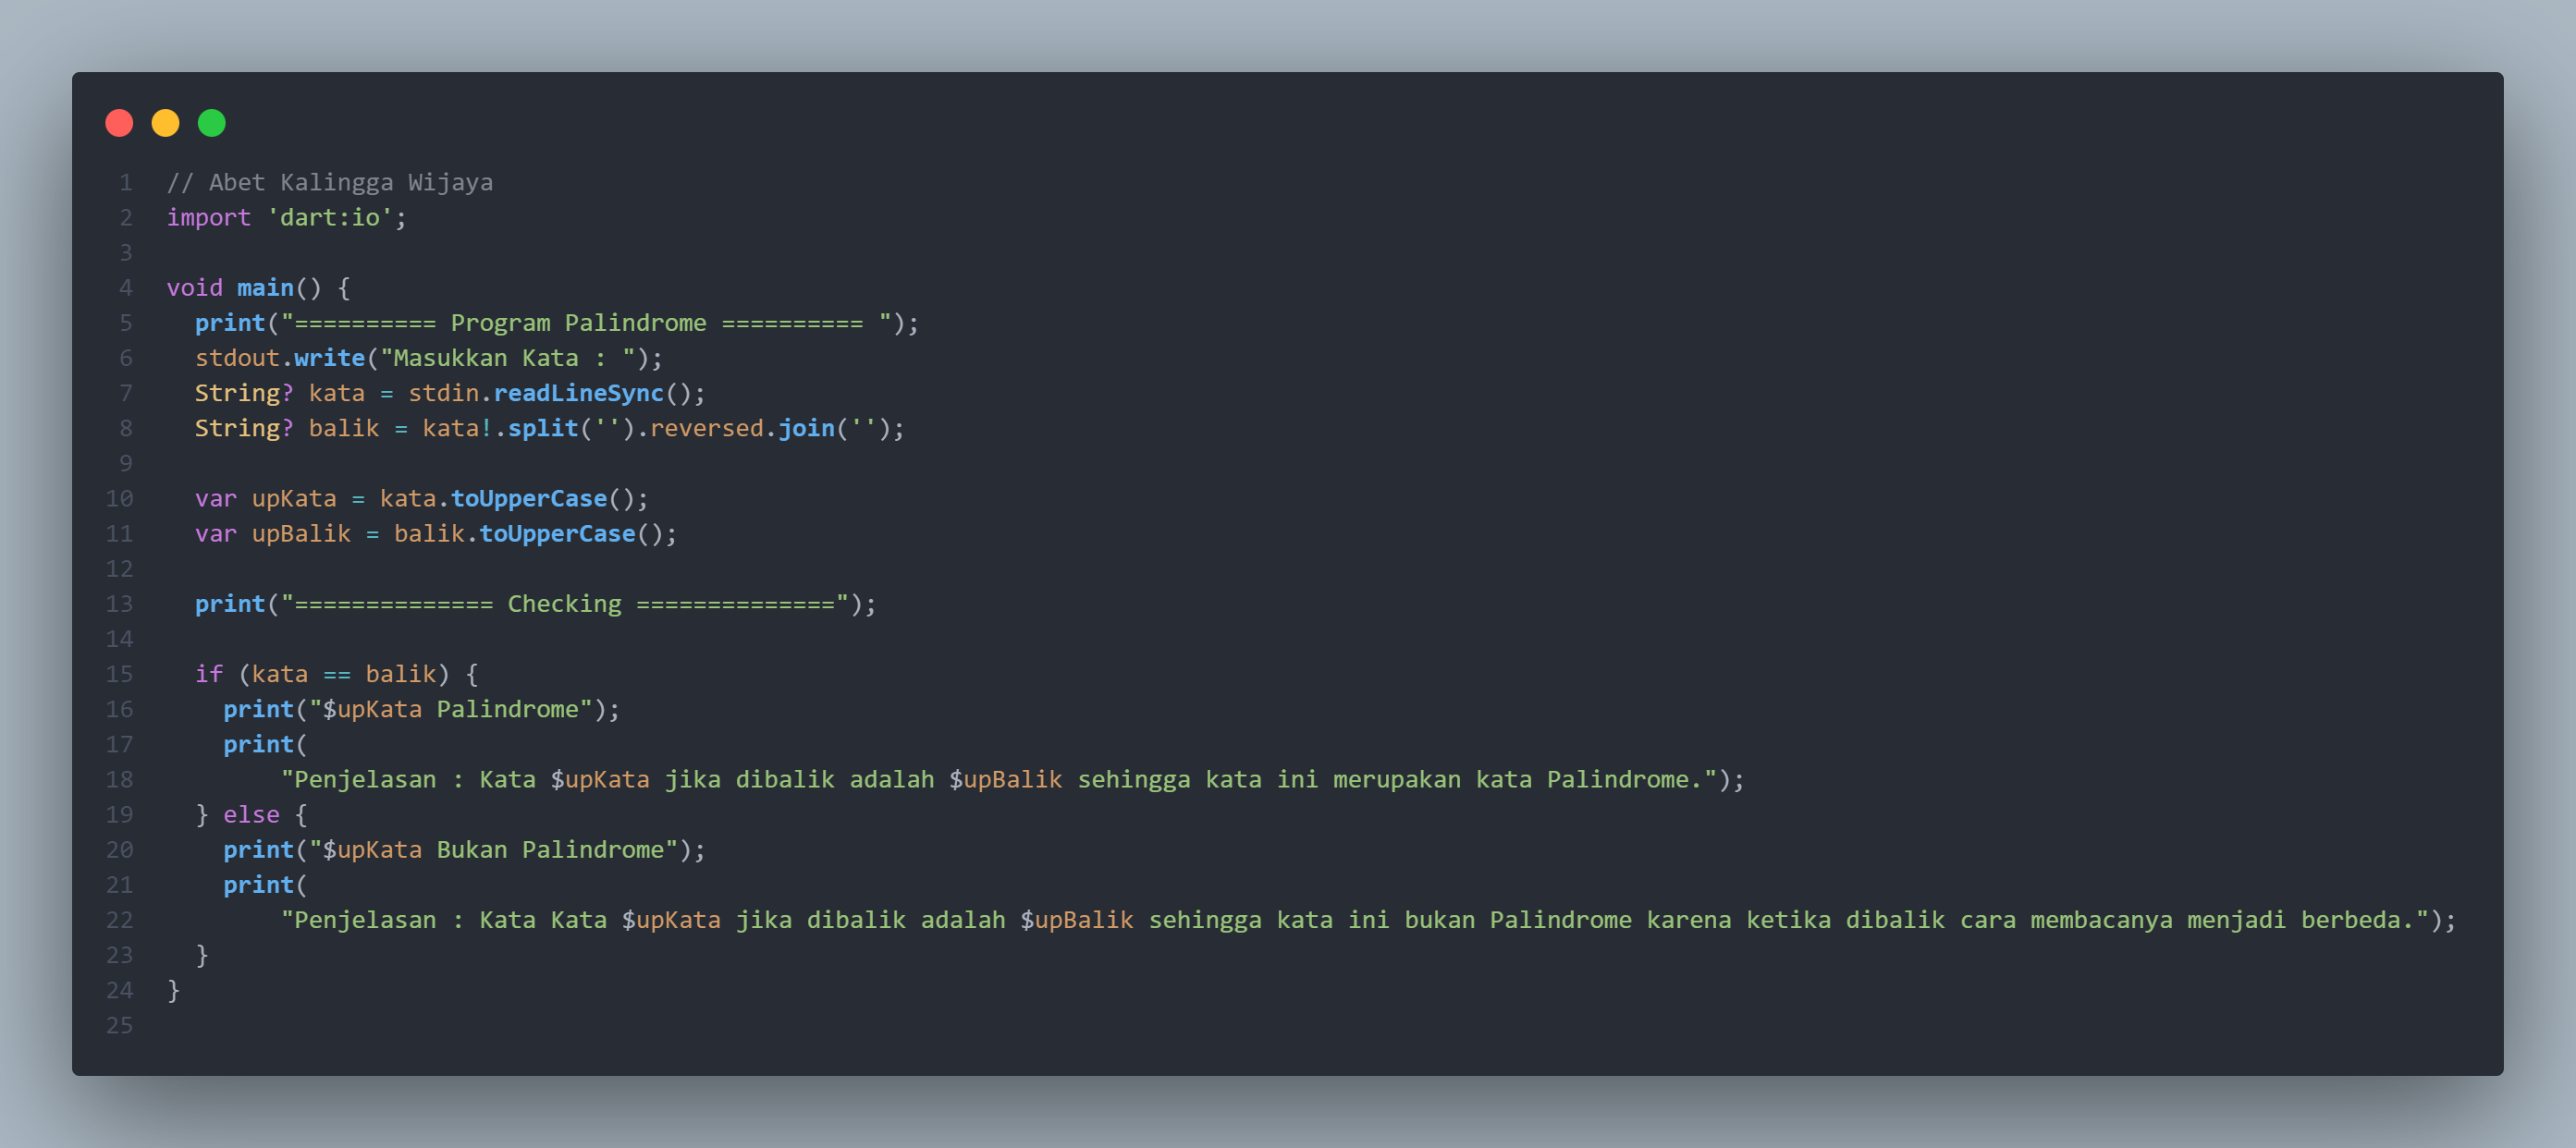 1 // Abet Kalingga Wijaya
2 import 'dart:io';
3
4 void main() {
5   print("========== Program Palindrome ========== ");
6   stdout.write("Masukkan Kata : ");
7   String? kata = stdin.readLineSync();
8   String? balik = kata!.split('').reversed.join('');
9
10   var upKata = kata.toUpperCase();
11   var upBalik = balik.toUpperCase();
12
13   print("============== Checking ==============");
14
15   if (kata == balik) {
16     print("$upKata Palindrome");
17     print(
18         "Penjelasan : Kata $upKata jika dibalik adalah $upBalik sehingga kata ini merupakan kata Palindrome.");
19   } else {
20     print("$upKata Bukan Palindrome");
21     print(
22         "Penjelasan : Kata Kata $upKata jika dibalik adalah $upBalik sehingga kata ini bukan Palindrome karena ketika dibalik cara membacanya menjadi berbeda.");
23   }
24 }
25